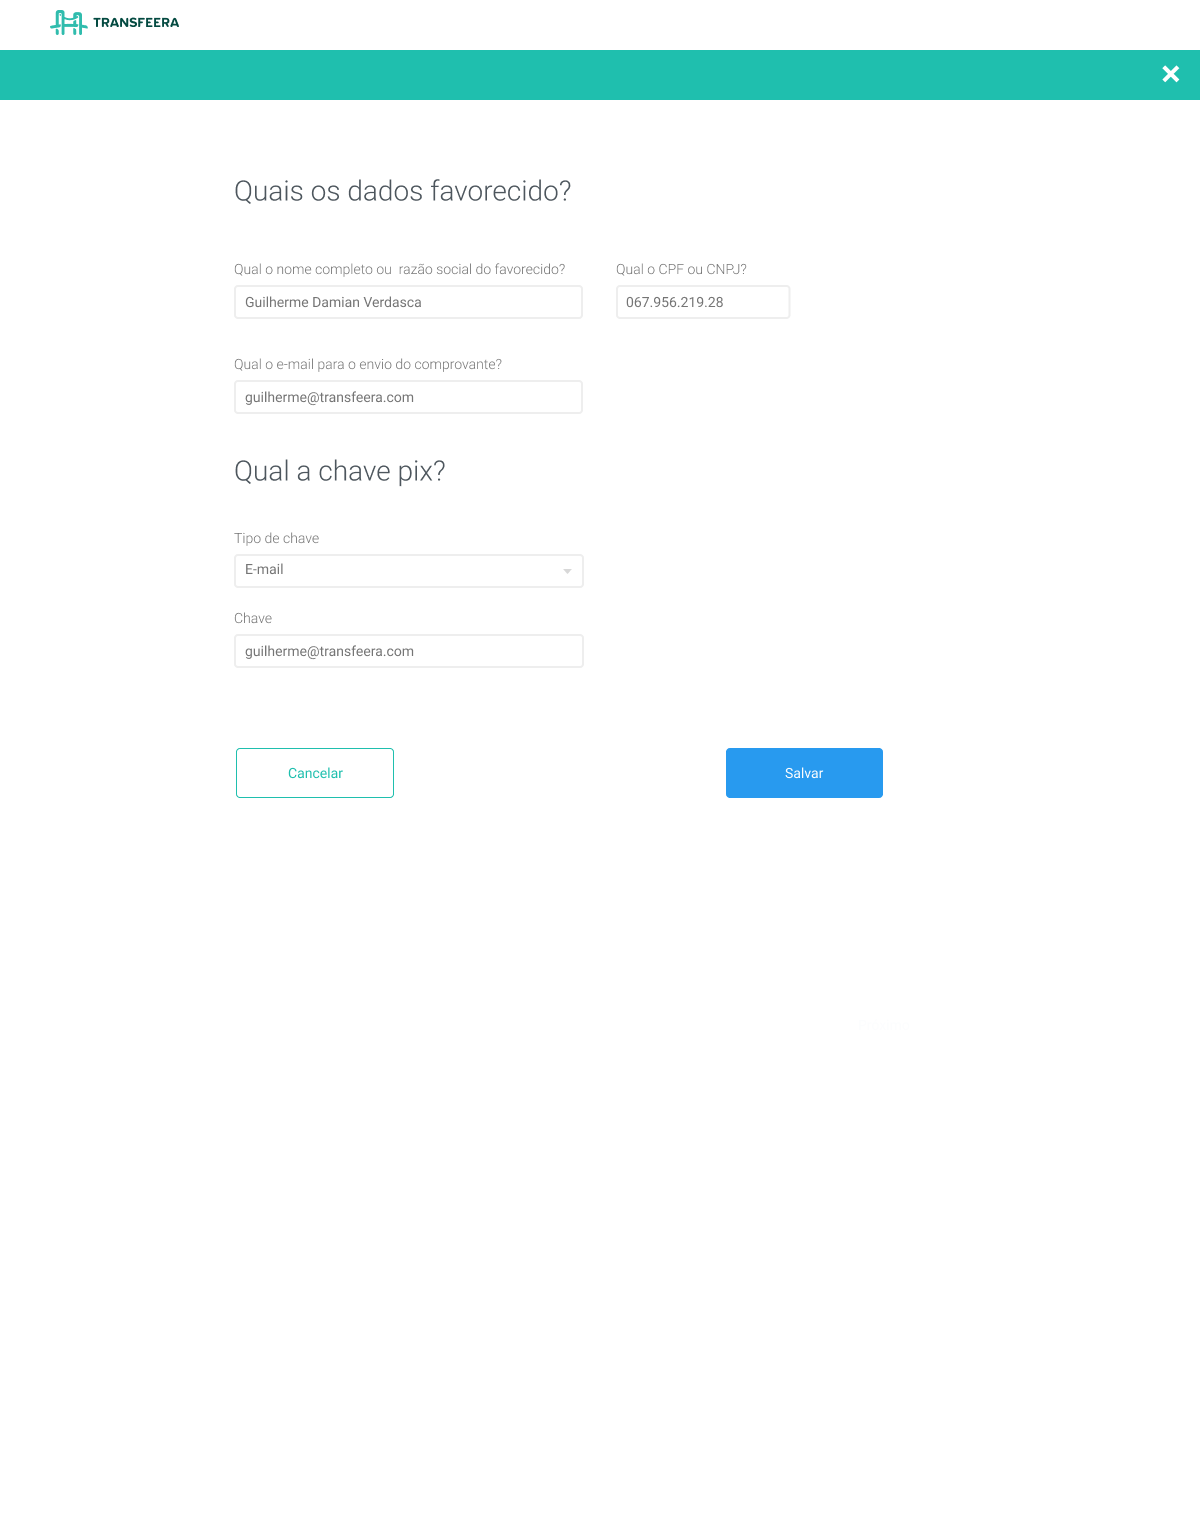 TRANSFEERA
Quais os dados favorecido?
Qual o nome completo ou  razão social do favorecido?
Qual o CPF ou CNPJ?
Guilherme Damian Verdasca
067.956.219.28
Qual o e-mail para o envio do comprovante?
guilherme@transfeera.com
Qual a chave pix?
Tipo de chave
E-mail
Chave
guilherme@transfeera.com
Cancelar
Salvar